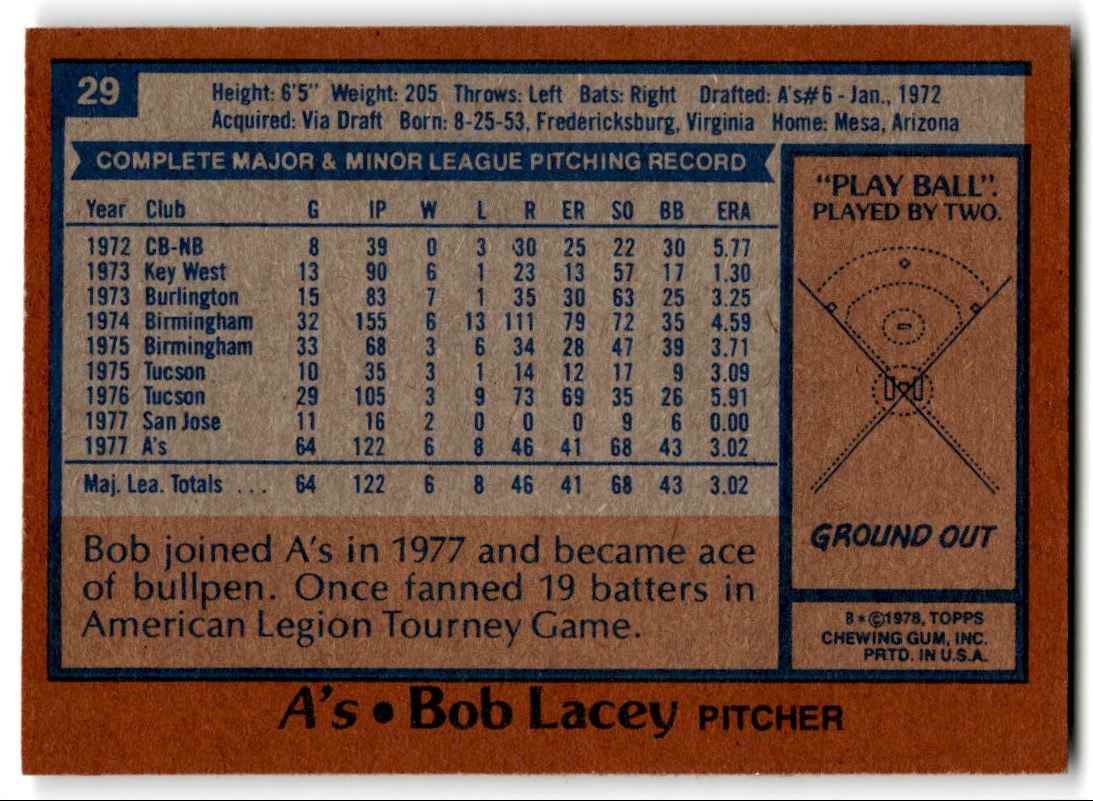 29
Height: 6'5" Weight: 205 Throws: Left Bats: Right Drafted: A's#6 - Jan., 1972
Acquired: Via Draft Born: 8-25-53, Fredericksburg, Virginia Home: Mesa, Arizona
COMPLETE MAJOR & MINOR LEAGUE PITCHING RECORD
Year Club G IP W L R ER SO BB ERA
1972 CB-NB 8 39 0 3 30 25 22 30 5.77
1973 Key West 13 90 6 1 23 13 57 17 1.30
1973 Burlington 15 83 7 1 35 30 63 25 3.25
1974 Birmingham 32 155 6 13 111 79 72 35 4.59
1975 Birmingham 33 68 3 6 34 28 47 39 3.71
1975 Tucson 10 35 3 1 14 12 17 9 3.09
1976 Tucson 29 105 3 9 73 69 35 26 5.91
1977 San Jose 11 16 2 0 0 0 9 6 0.00
1977 A's 64 122 6 8 46 41 68 43 3.02
Maj. Lea. Totals ... 64 122 6 8 46 41 68 43 3.02
Bob joined A's in 1977 and became ace
of bullpen. Once fanned 19 batters in
American Legion Tourney Game.
"PLAY BALL".
PLAYED BY TWO.
GROUND OUT
B*©1978, TOPPS
CHEWING GUM, INC.
PRTD. IN U.S.A.
A's • Bob Lacey PITCHER